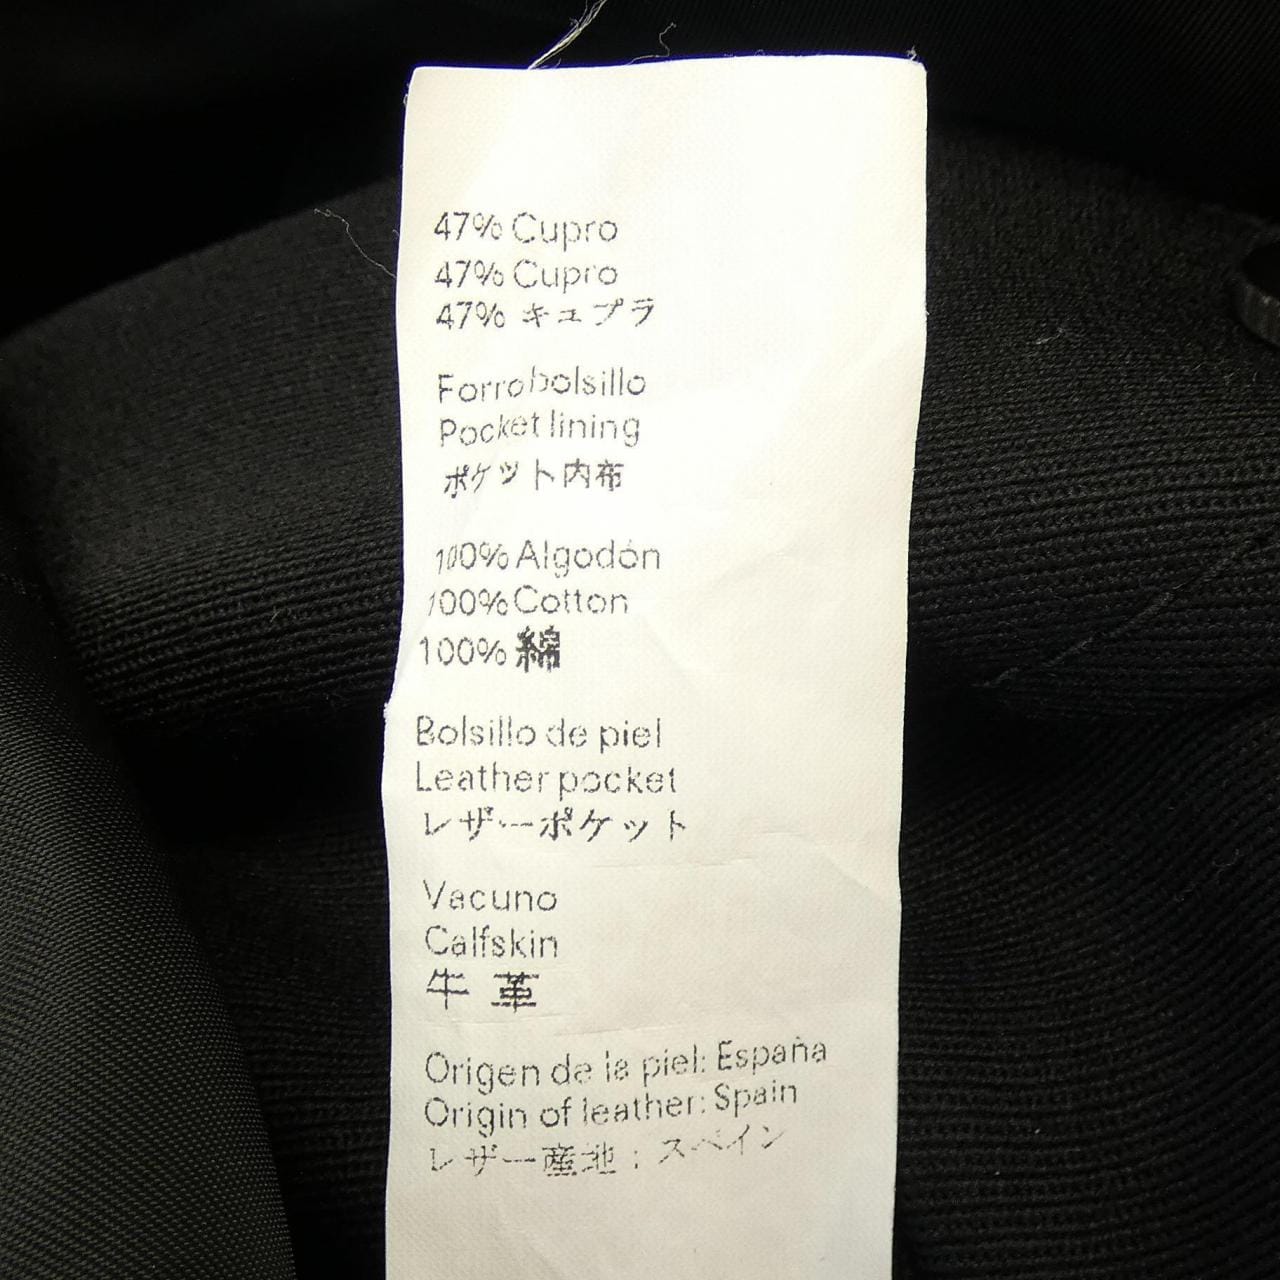 47% Cupro
47% Cupro
47% キュプラ
Forro bolsillo
Pocket lining
ポケット内布
100% Algodón
100% Cotton
100% 綿
Bolsillo de piel
Leather pocket
レザーポケット
Vacuno
Calfskin
牛 革
Origen de la piel: España
Origin of leather: Spain
レザー産地：スペイン